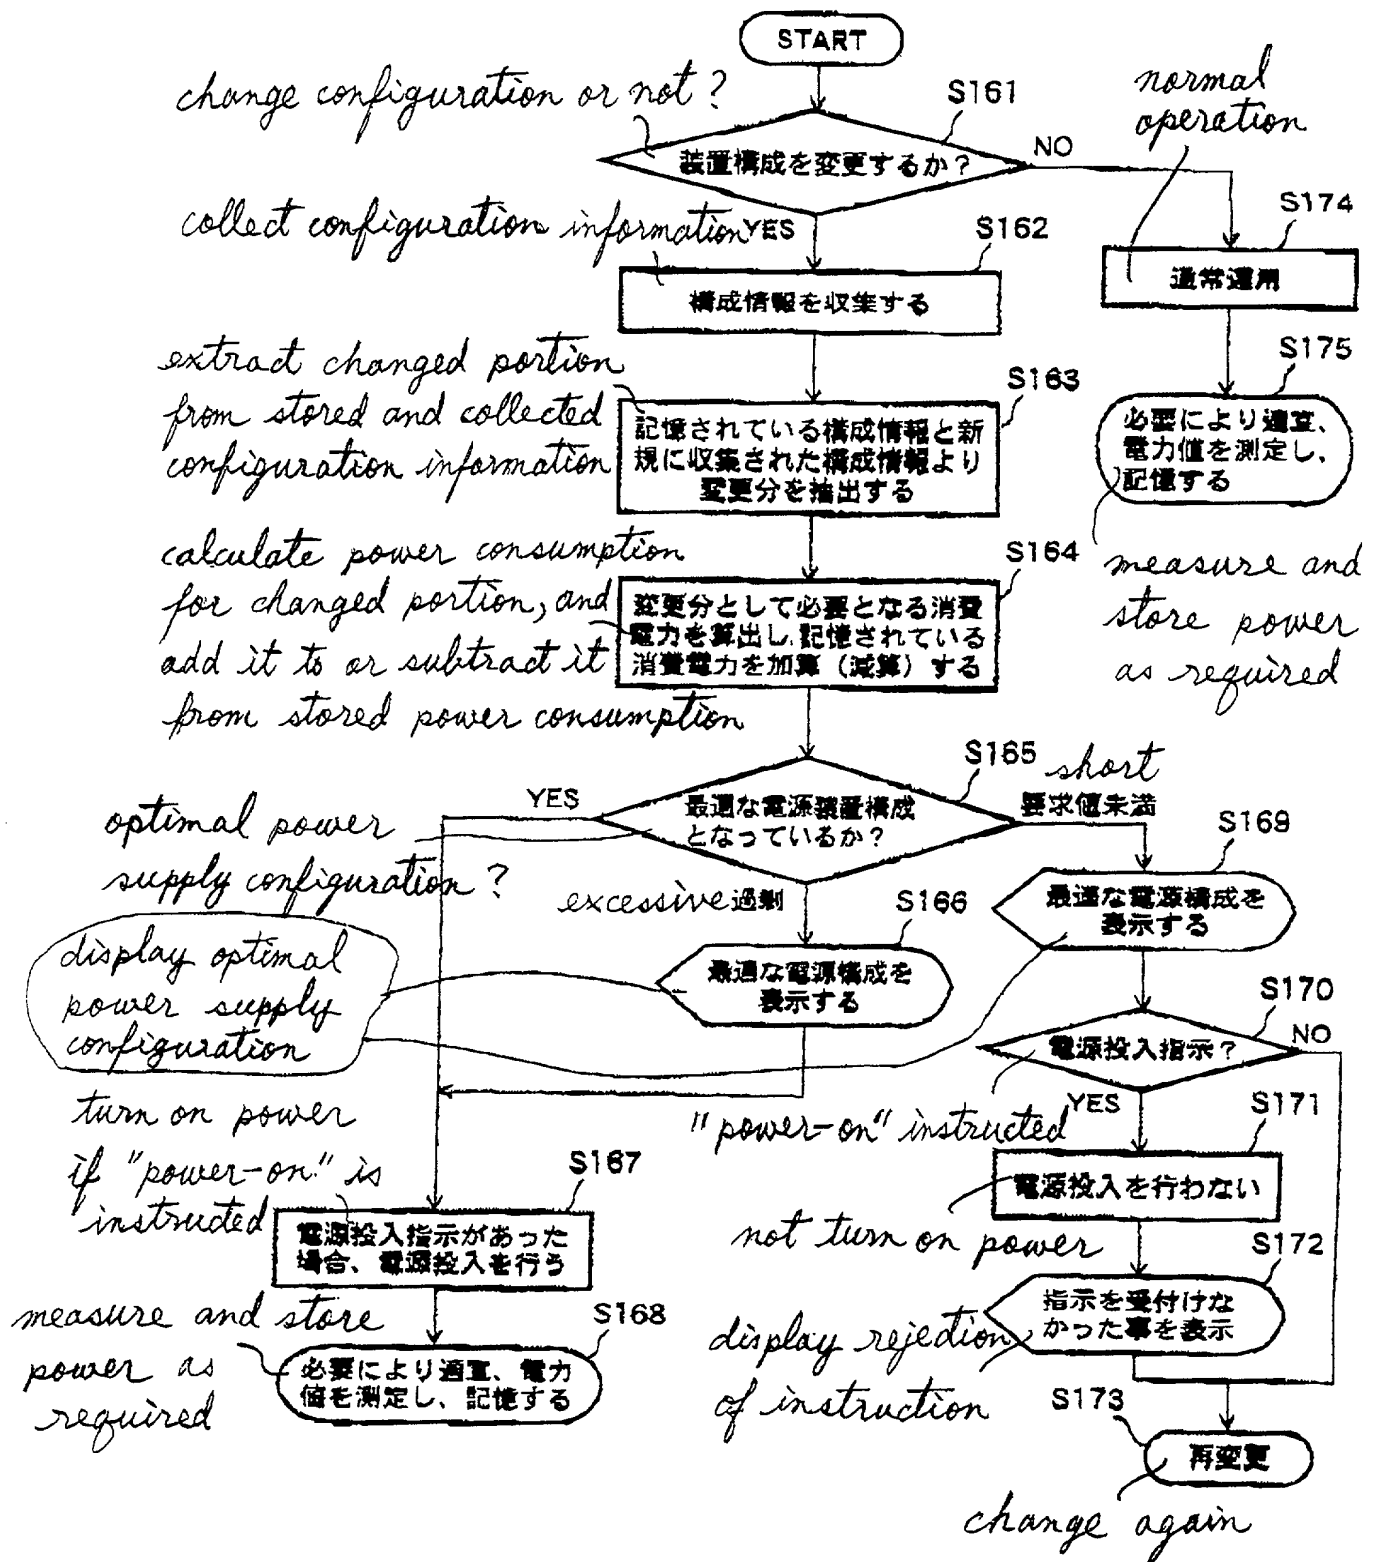 START
change configuration or not?
S161
normal
operation
装置構成を変更するか?
NO
collect configuration information
YES
S162
S174
構成情報を収集する
通常運用
extract changed portion
from stored and collected
configuration information
S163
S175
記憶されている構成情報と新
規に収集された構成情報より
変更分を抽出する
必要により適宜、
電力値を測定し、
記憶する
calculate power consumption
for changed portion, and
add it to or subtract it
from stored power consumption
S164
変更分として必要となる消費
電力を算出し、記憶されている
消費電力を加算(減算)する
measure and
store power
as required
S165
short
YES
最適な電源装置構成
となっているか?
要求値未満
optimal power
supply configuration?
S169
excessive
過剰
S166
最適な電源構成を
表示する
display optimal
power supply
configuration
最適な電源構成を
表示する
S170
電源投入指示?
NO
turn on power
if "power-on" is
instructed
"power-on" instructed
YES
S171
S167
電源投入を行わない
電源投入指示があった
場合、電源投入を行う
not turn on power
S172
measure and store
power as
required
S168
指示を受付けな
かった事を表示
必要により適宜、電力
値を測定し、記憶する
display rejection
of instruction
S173
再変更
change again